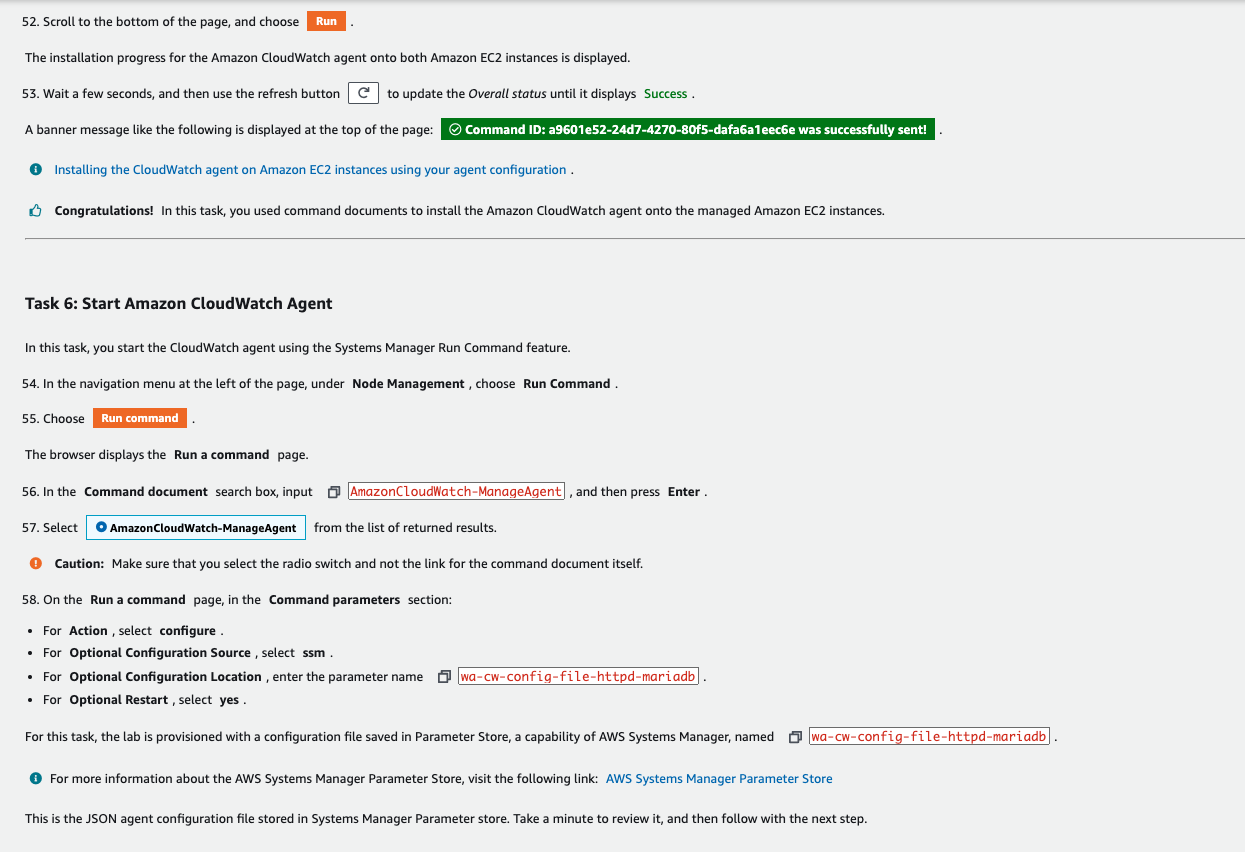 52. Scroll to the bottom of the page, and choose Run .
The installation progress for the Amazon CloudWatch agent onto both Amazon EC2 instances is displayed.
53. Wait a few seconds, and then use the refresh button to update the Overall status until it displays Success .
A banner message like the following is displayed at the top of the page: Command ID: a9601e52-24d7-4270-80f5-dafa6a1eec6e was successfully sent! .
Installing the CloudWatch agent on Amazon EC2 instances using your agent configuration .
Congratulations! In this task, you used command documents to install the Amazon CloudWatch agent onto the managed Amazon EC2 instances.
Task 6: Start Amazon CloudWatch Agent
In this task, you start the CloudWatch agent using the Systems Manager Run Command feature.
54. In the navigation menu at the left of the page, under Node Management , choose Run Command .
55. Choose Run command .
The browser displays the Run a command page.
56. In the Command document search box, input AmazonCloudWatch-ManageAgent , and then press Enter .
57. Select AmazonCloudWatch-ManageAgent from the list of returned results.
Caution: Make sure that you select the radio switch and not the link for the command document itself.
58. On the Run a command page, in the Command parameters section:
• For Action , select configure .
• For Optional Configuration Source , select ssm .
• For Optional Configuration Location , enter the parameter name wa-cw-config-file-httpd-mariadb .
• For Optional Restart , select yes .
For this task, the lab is provisioned with a configuration file saved in Parameter Store, a capability of AWS Systems Manager, named wa-cw-config-file-httpd-mariadb .
For more information about the AWS Systems Manager Parameter Store, visit the following link: AWS Systems Manager Parameter Store
This is the JSON agent configuration file stored in Systems Manager Parameter store. Take a minute to review it, and then follow with the next step.